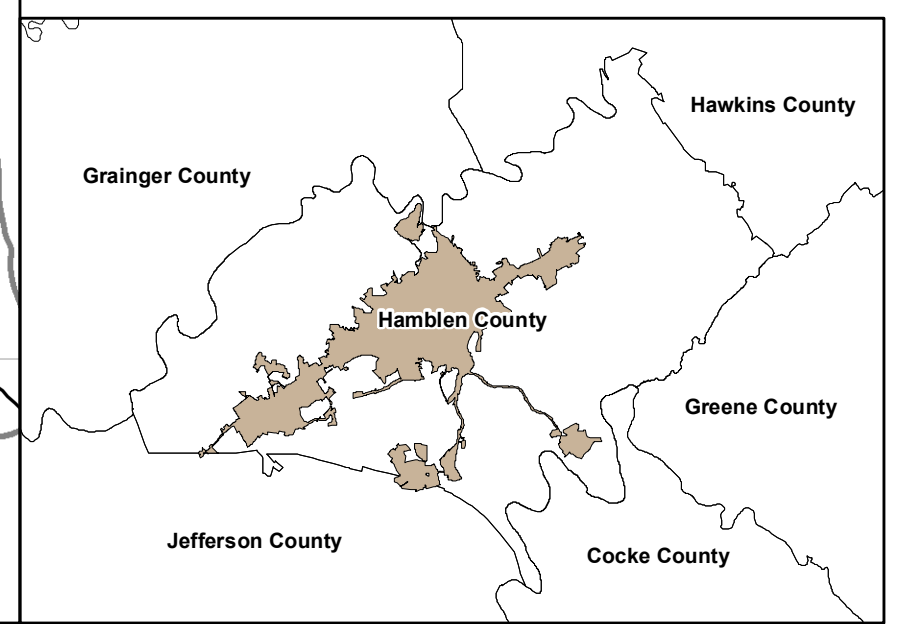 Hawkins County
Grainger County
Hamblen County
Greene County
Jefferson County
Cocke County